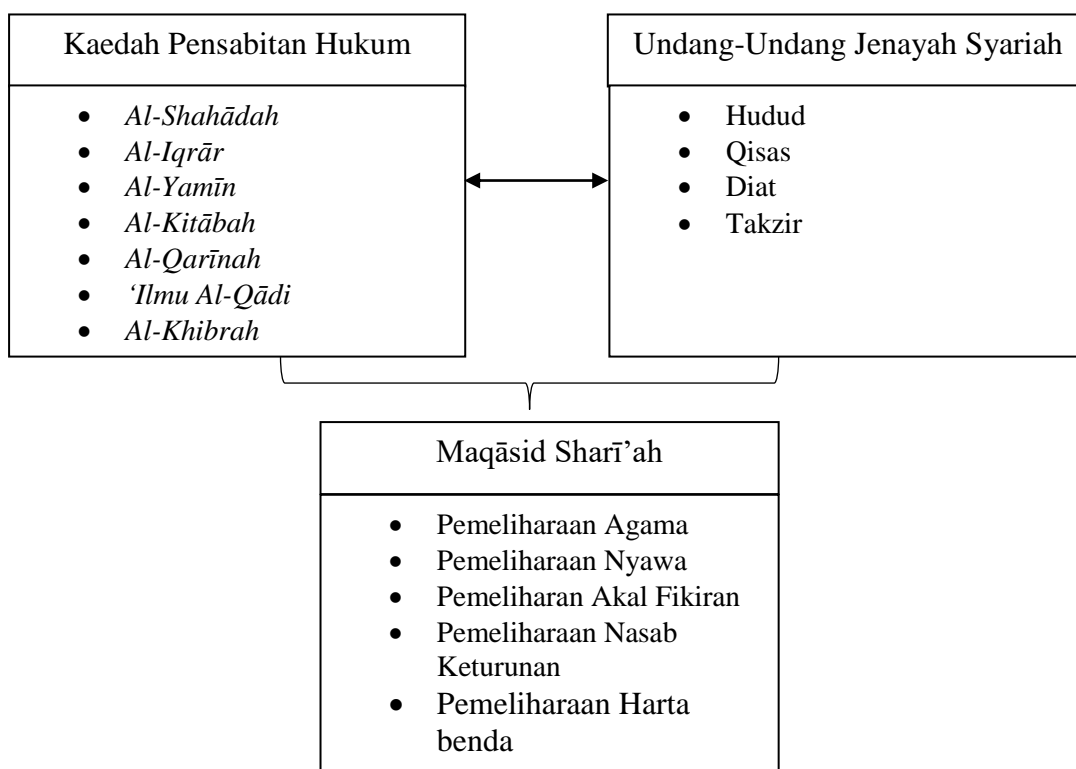 Kaedah Pensabitan Hukum
• Al-Shahādah
• Al-Iqrār
• Al-Yamīn
• Al-Kitābah
• Al-Qarīnah
• ‘Ilmu Al-Qādi
• Al-Khibrah
Undang-Undang Jenayah Syariah
• Hudud
• Qisas
• Diat
• Takzir
Maqāsid Sharī’ah
• Pemeliharaan Agama
• Pemeliharaan Nyawa
• Pemeliharan Akal Fikiran
• Pemeliharaan Nasab
Keturunan
• Pemeliharaan Harta
benda